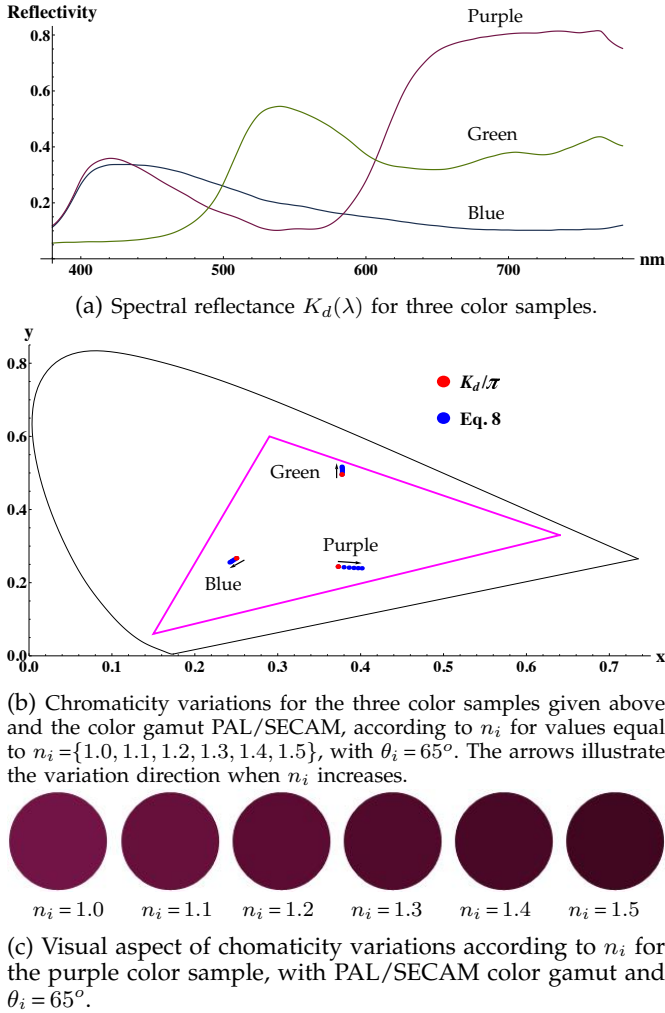 Reflectivity
Purple
0.8
0.6
Green
0.4
0.2
Blue
400 500 600 700 nm
(a) Spectral reflectance K_d(λ) for three color samples.
y
0.8
K_d/π
Eq. 8
0.6
Green
0.4
Purple
0.2
Blue
0.0
0.0 0.1 0.2 0.3 0.4 0.5 0.6 0.7 x
(b) Chromaticity variations for the three color samples given above
and the color gamut PAL/SECAM, according to n_i for values equal
to n_i={1.0, 1.1, 1.2, 1.3, 1.4, 1.5}, with θ_i=65°. The arrows illustrate
the variation direction when n_i increases.
n_i=1.0 n_i=1.1 n_i=1.2 n_i=1.3 n_i=1.4 n_i=1.5
(c) Visual aspect of chomaticity variations according to n_i for
the purple color sample, with PAL/SECAM color gamut and
θ_i=65°.